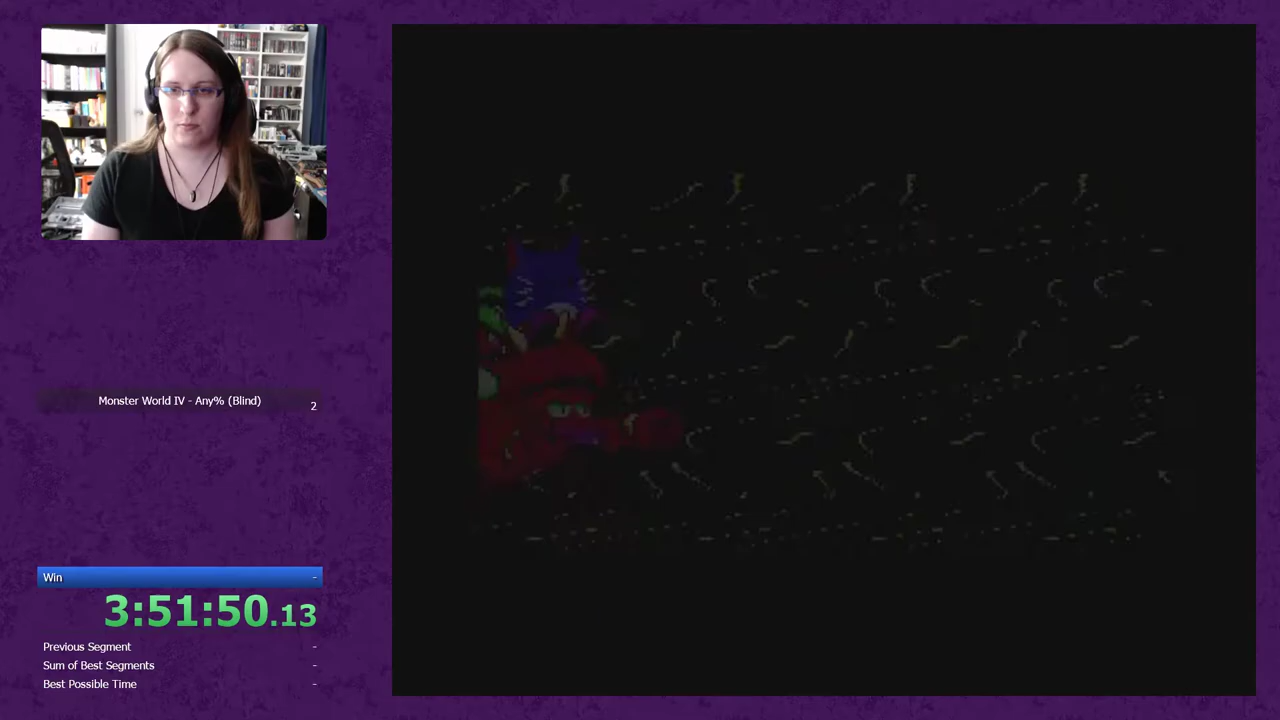 Monster World IV - Any% (Blind)
2
Win -
3:51:50.13
Previous Segment -
Sum of Best Segments -
Best Possible Time -